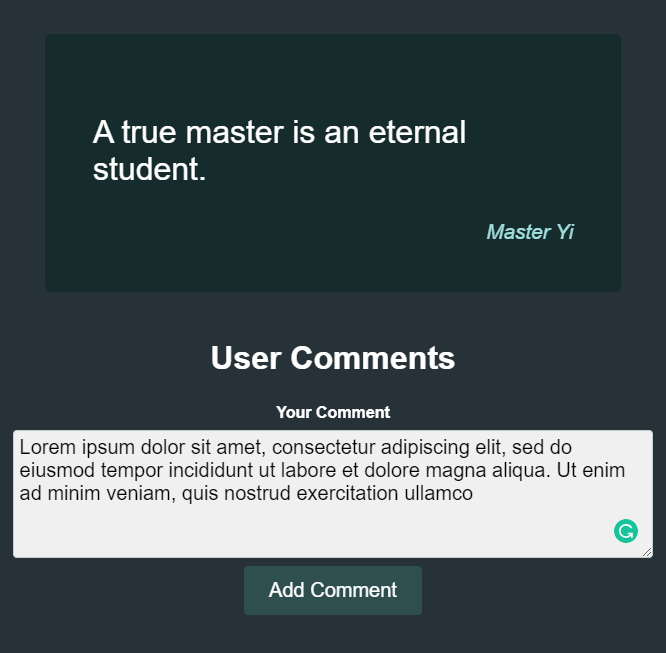 A true master is an eternal
student.
Master Yi
User Comments
Your Comment
Lorem ipsum dolor sit amet, consectetur adipiscing elit, sed do
eiusmod tempor incididunt ut labore et dolore magna aliqua. Ut enim
ad minim veniam, quis nostrud exercitation ullamco
Add Comment